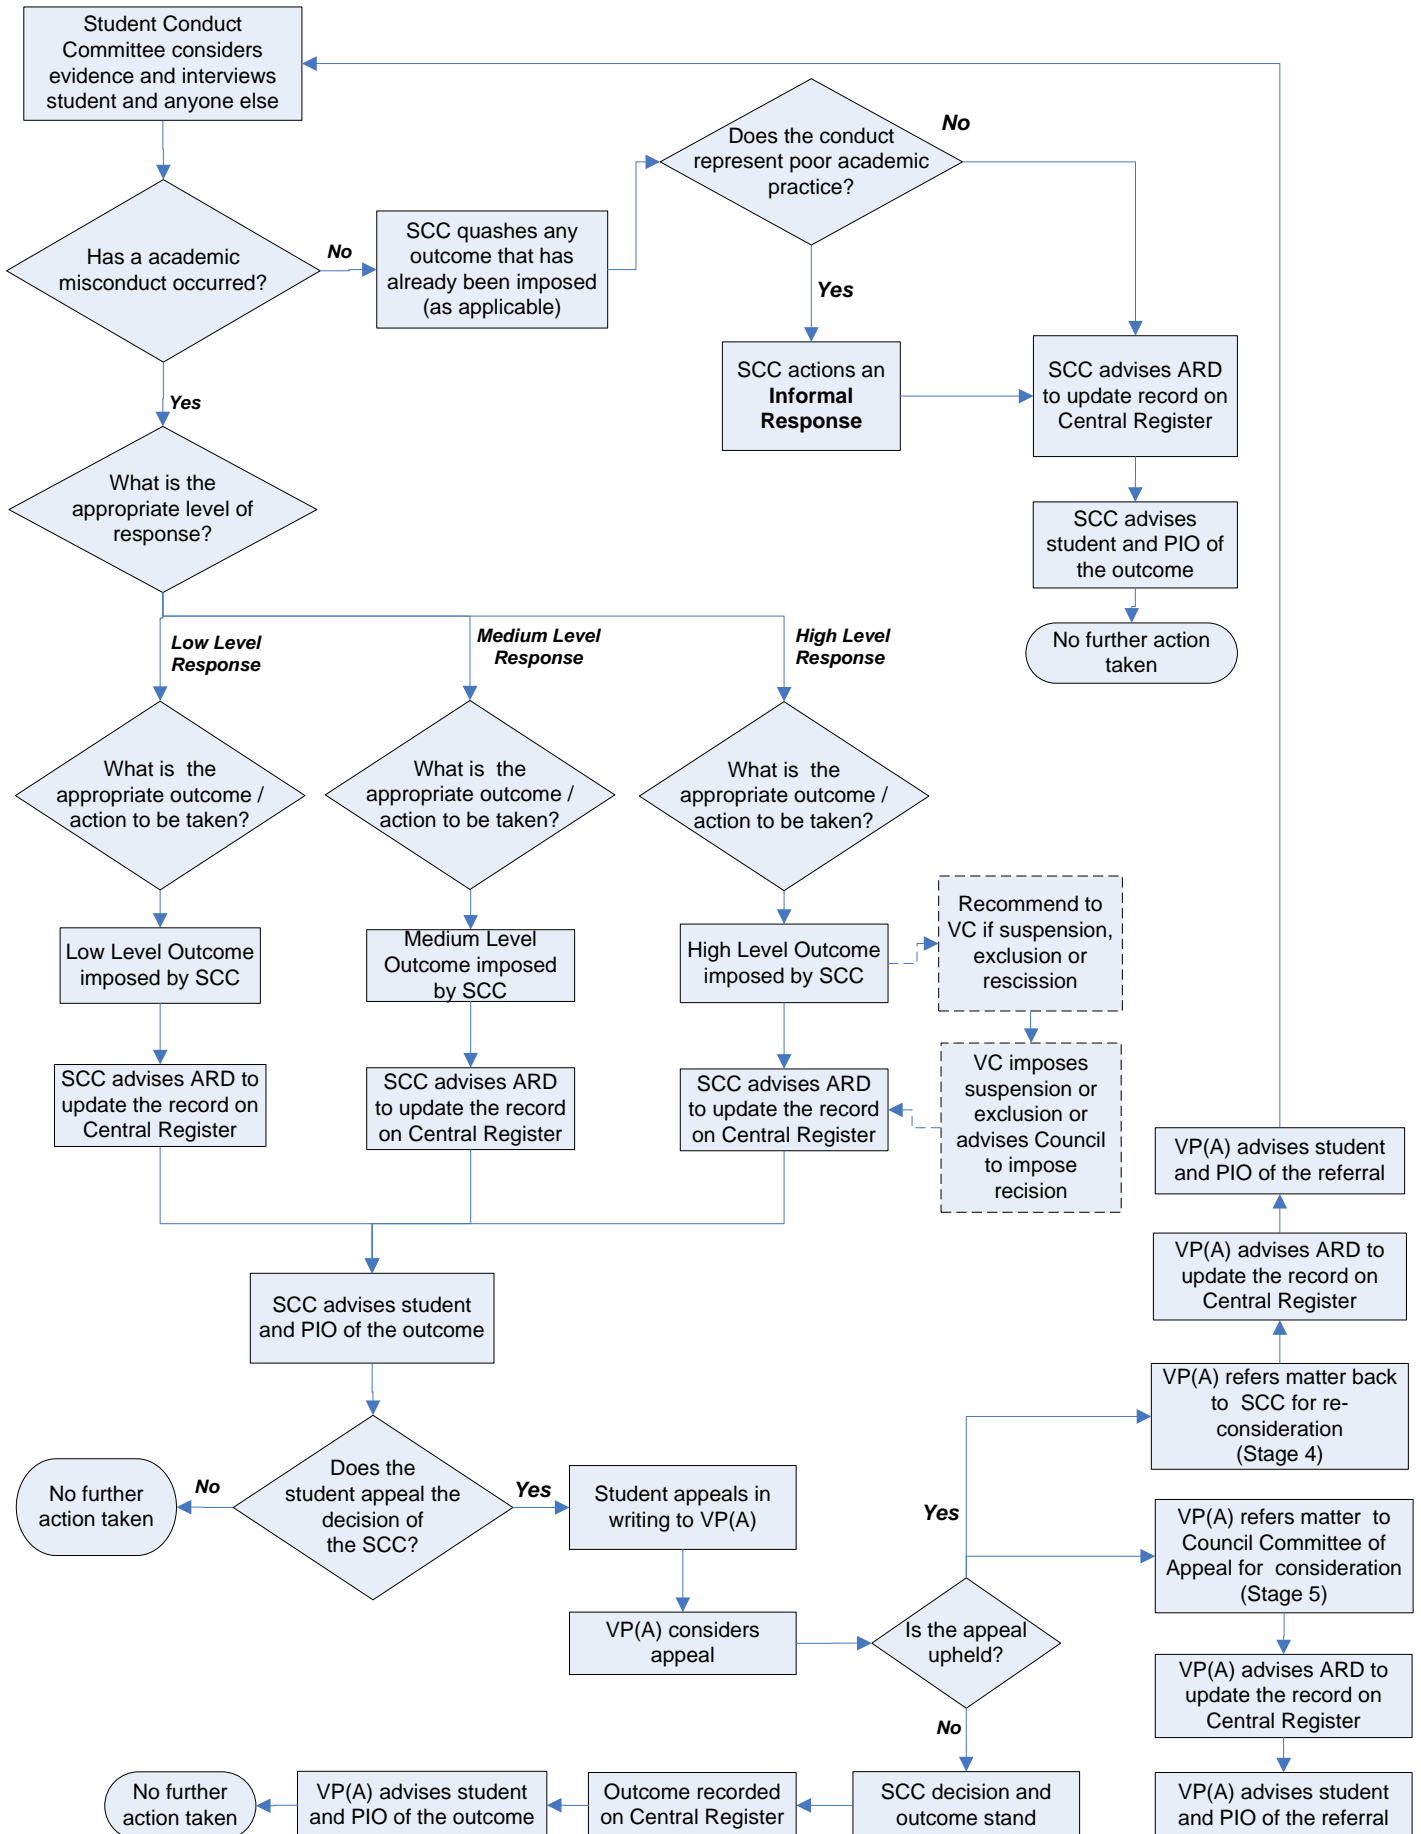 Student Conduct
Committee considers
evidence and interviews
student and anyone else
Does the conduct
represent poor academic
practice?
No
Has a academic
misconduct occurred?
No
SCC quashes any
outcome that has
already been imposed
(as applicable)
Yes
SCC actions an
Informal
Response
SCC advises ARD
to update record on
Central Register
Yes
What is the
appropriate level of
response?
SCC advises
student and PIO of
the outcome
No further action
taken
Low Level
Response
Medium Level
Response
High Level
Response
What is  the
appropriate outcome /
action to be taken?
What is  the
appropriate outcome /
action to be taken?
What is  the
appropriate outcome /
action to be taken?
Low Level Outcome
imposed by SCC
Medium Level
Outcome imposed
by SCC
High Level Outcome
imposed by SCC
Recommend to
VC if suspension,
exclusion or
rescission
SCC advises ARD to
update the record on
Central Register
SCC advises ARD
to update the record
on Central Register
SCC advises ARD
to update the record
on Central Register
VC imposes
suspension or
exclusion or
advises Council
to impose
recision
VP(A) advises student
and PIO of the referral
VP(A) advises ARD to
update the record on
Central Register
SCC advises student
and PIO of the outcome
VP(A) refers matter back
to  SCC for re-
consideration
(Stage 4)
No further
action taken
No
Does the
student appeal the
decision of
the SCC?
Yes
Student appeals in
writing to VP(A)
Yes
VP(A) refers matter  to
Council Committee of
Appeal for  consideration
(Stage 5)
VP(A) considers
appeal
Is the appeal
upheld?
VP(A) advises ARD to
update the record on
Central Register
No
No further
action taken
VP(A) advises student
and PIO of the outcome
Outcome recorded
on Central Register
SCC decision and
outcome stand
VP(A) advises student
and PIO of the referral